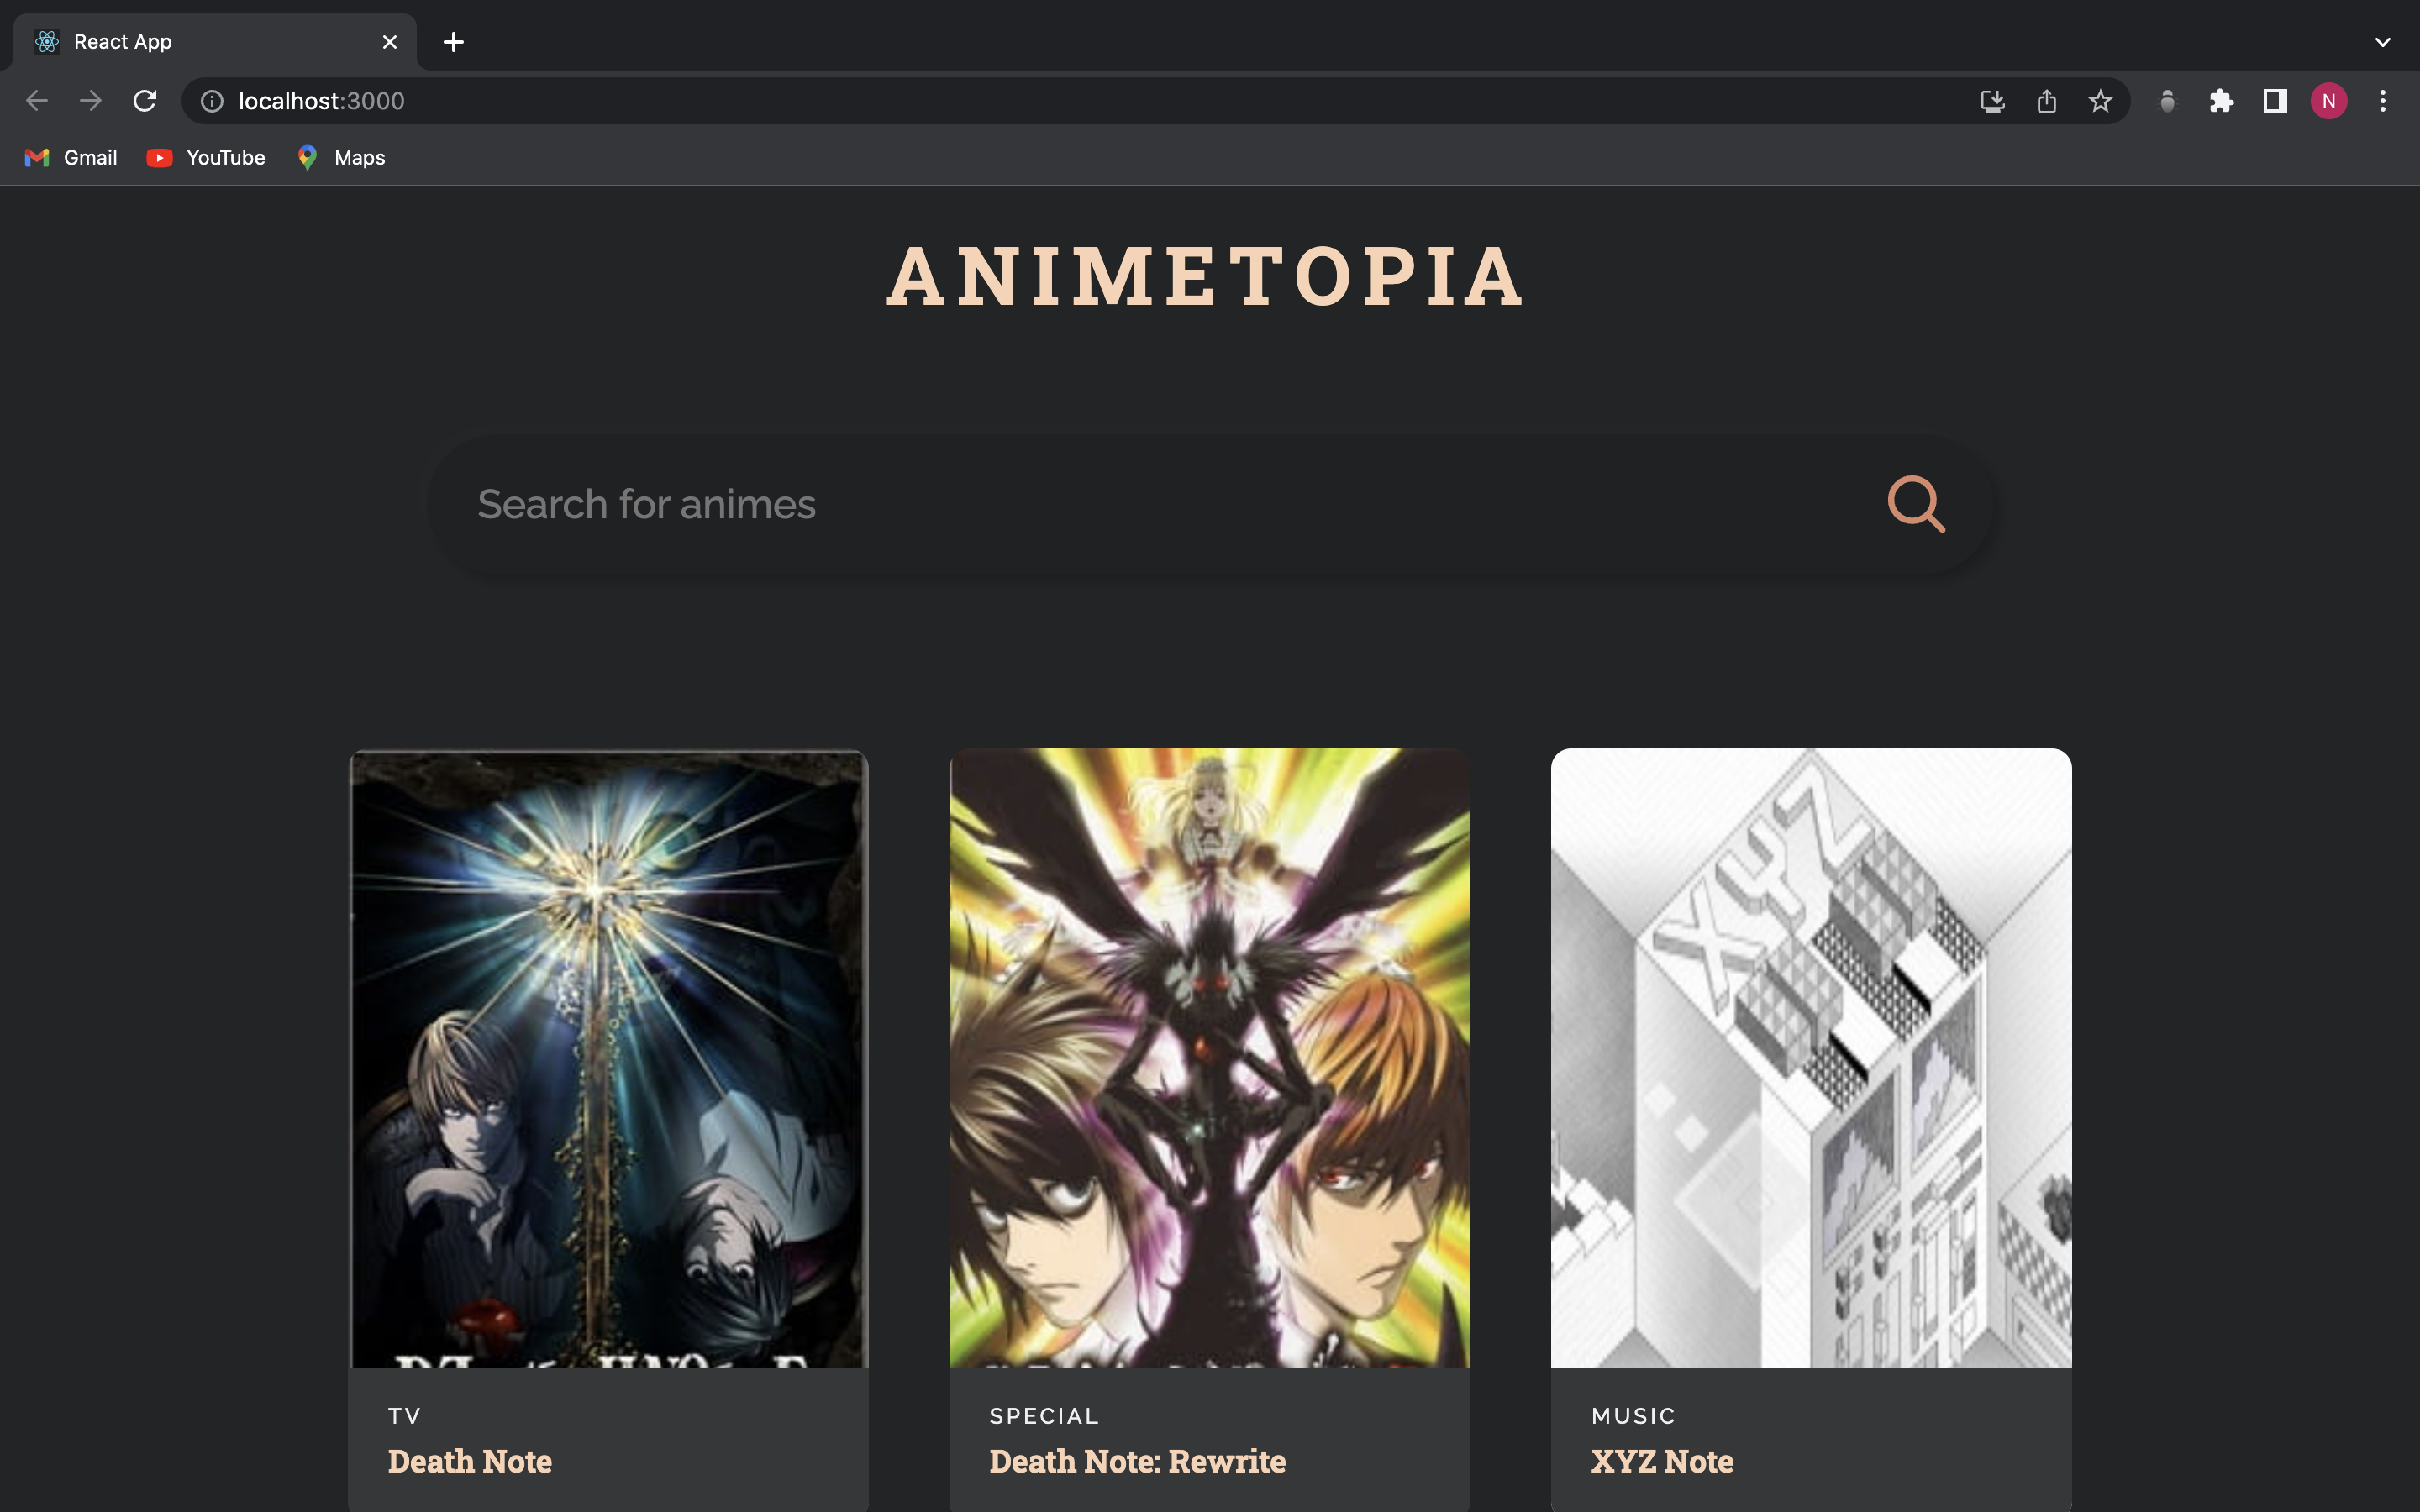 React App
localhost:3000
N
Gmail YouTube Maps
ANIMETOPIA
Search for animes
XYZ
TV
Death Note
SPECIAL
Death Note: Rewrite
MUSIC
XYZ Note